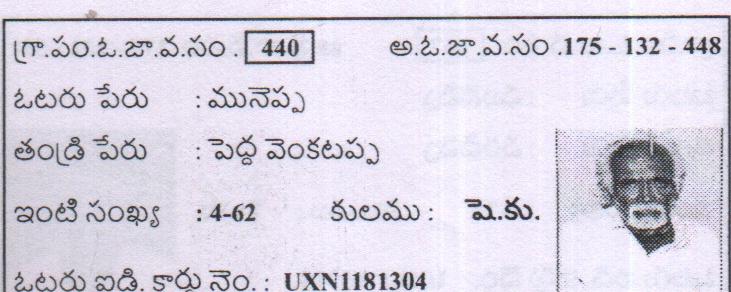 గ్రా.పం.ఓ.జా.వ.సం. 440 అ.ఓ.జా.వ.సం.175 - 132 - 448
ఓటరు పేరు : మునెప్ప
తండ్రి పేరు : పెద్ద వెంకటప్ప
ఇంటి సంఖ్య : 4-62 కులము : షె.కు.
ఓటరు ఐడి. కార్డు నెం. : UXN1181304